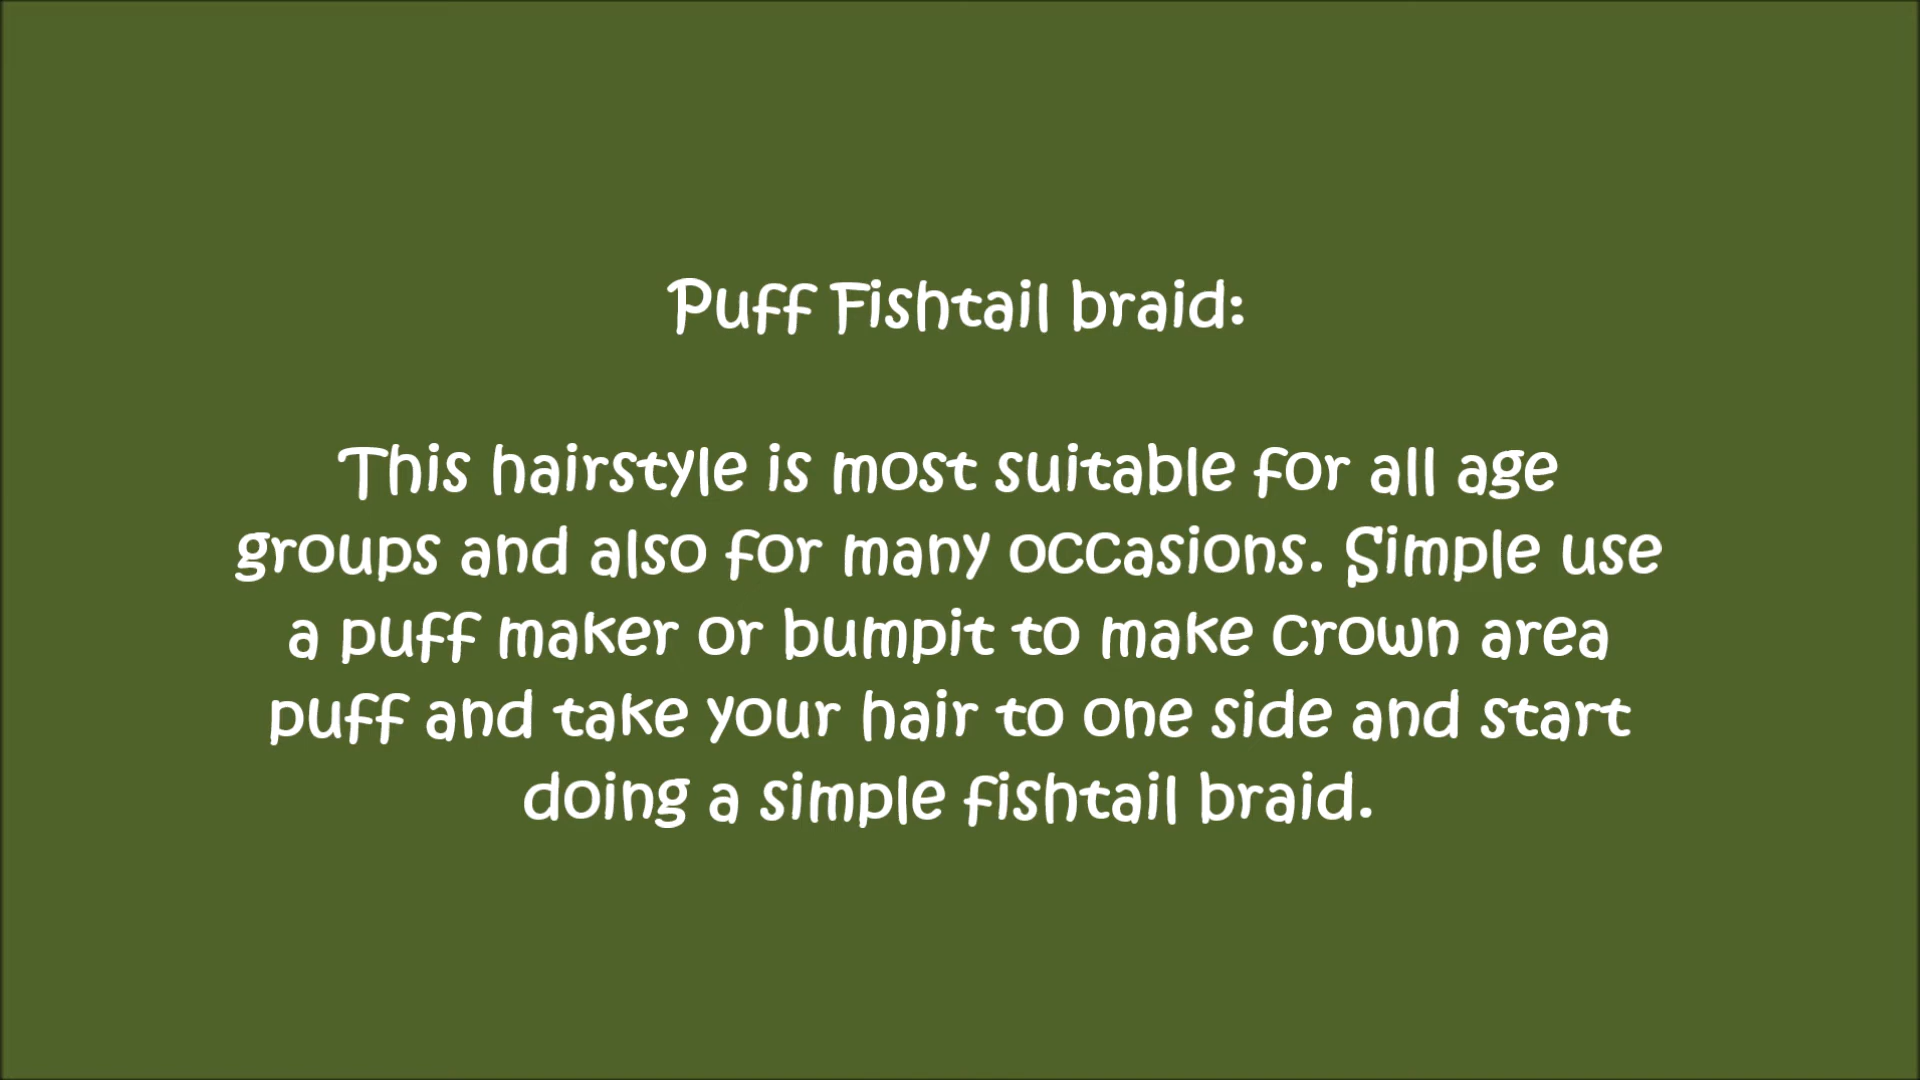 Puff Fishtail braid:
This hairstyle is most suitable for all age
groups and also for many occasions. Simple use
a puff maker or bumpit to make crown area
puff and take your hair to one side and start
doing a simple fishtail braid.